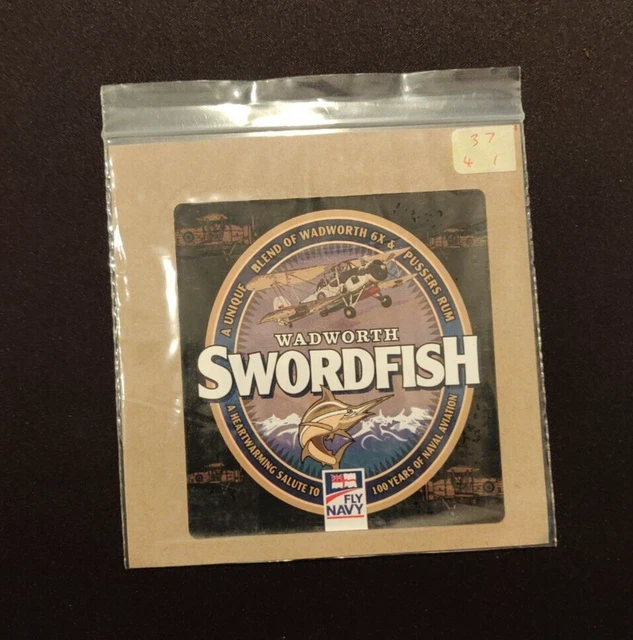 37
4 1
A UNIQUE BLEND OF WADWORTH 6X & PUSSERS RUM
WADWORTH
SWORDFISH
A HEARTWARMING SALUTE TO 100 YEARS OF NAVAL AVIATION
FLY
NAVY